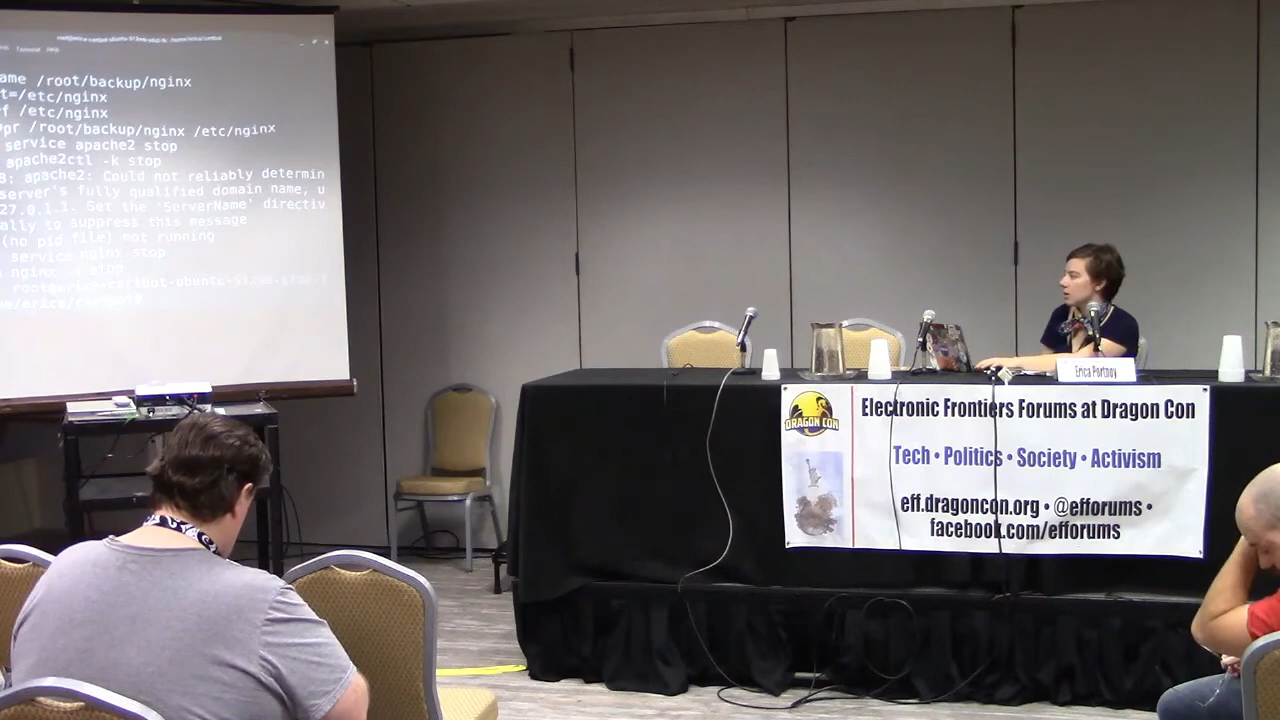 ame /root/backup/nginx
t=/etc/nginx
f /etc/nginx
pr /root/backup/nginx /etc/nginx
service apache2 stop
apache2ctl -k stop
8: apache2: Could not reliably determin
server's fully qualified domain name, u
27.0.1.1. Set the 'ServerName' directiv
ally to suppress this message
(no pid file) not running
service nginx stop
nginx stop
DRAGON CON
Electronic Frontiers Forums at Dragon Con
Tech • Politics • Society • Activism
eff.dragoncon.org • @efforums •
facebook.com/efforums
Erica Portnoy